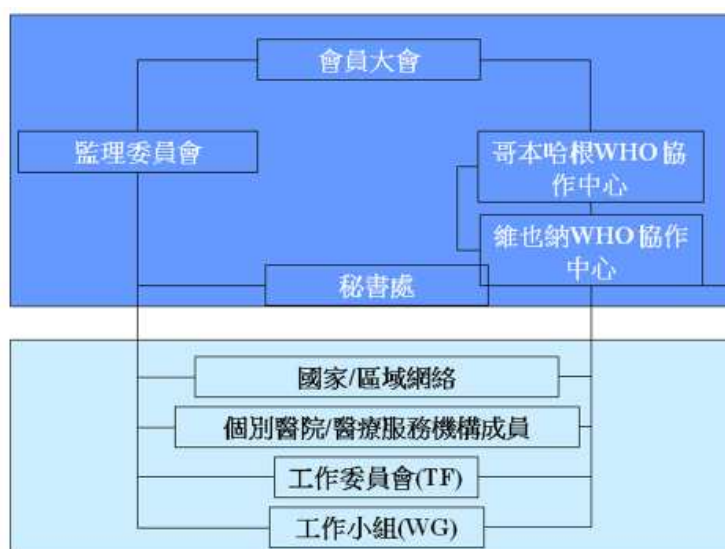 會員大會
監理委員會
哥本哈根WHO 協
作中心
維也納WHO 協作
中心
秘書處
國家/區域網絡
個別醫院/醫療服務機構成員
工作委員會(TF)
工作小組(WG)